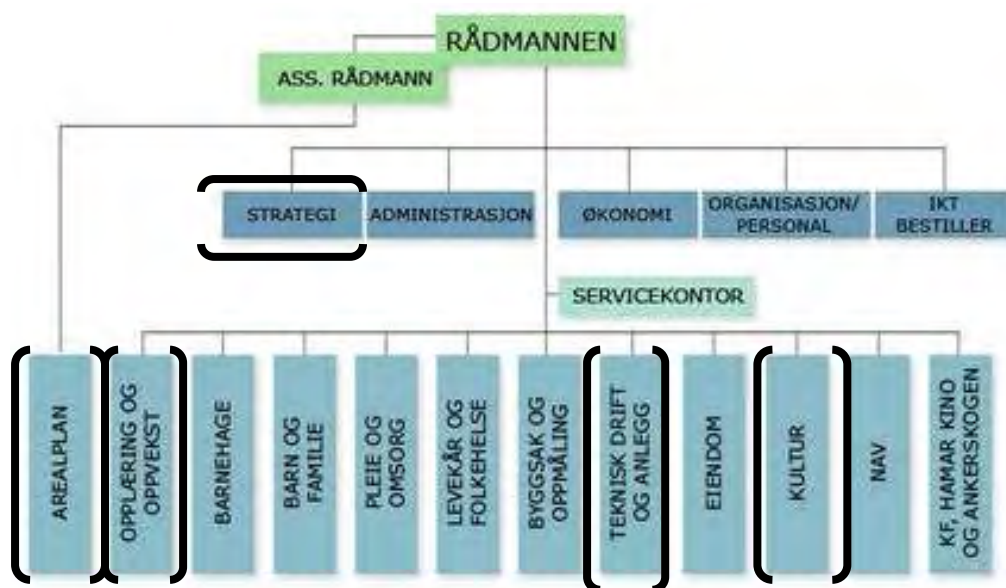 RÅDMANNEN
ASS. RÅDMANN
STRATEGI
ADMINISTRASJON
ØKONOMI
ORGANISASJON/
PERSONAL
IKT
BESTILLER
SERVICEKONTOR
AREALPLAN
OPPLÆRING OG
OPPVEKST
BARNEHAGE
BARN OG
FAMILIE
PLEIE OG
OMSORG
LEVEKÅR OG
FOLKEHELSE
BYGGSAK OG
OPPMÅLING
TEKNISK DRIFT
OG ANLEGG
EIENDOM
KULTUR
NAV
KF, HAMAR KINO
OG ANKERSKOGEN